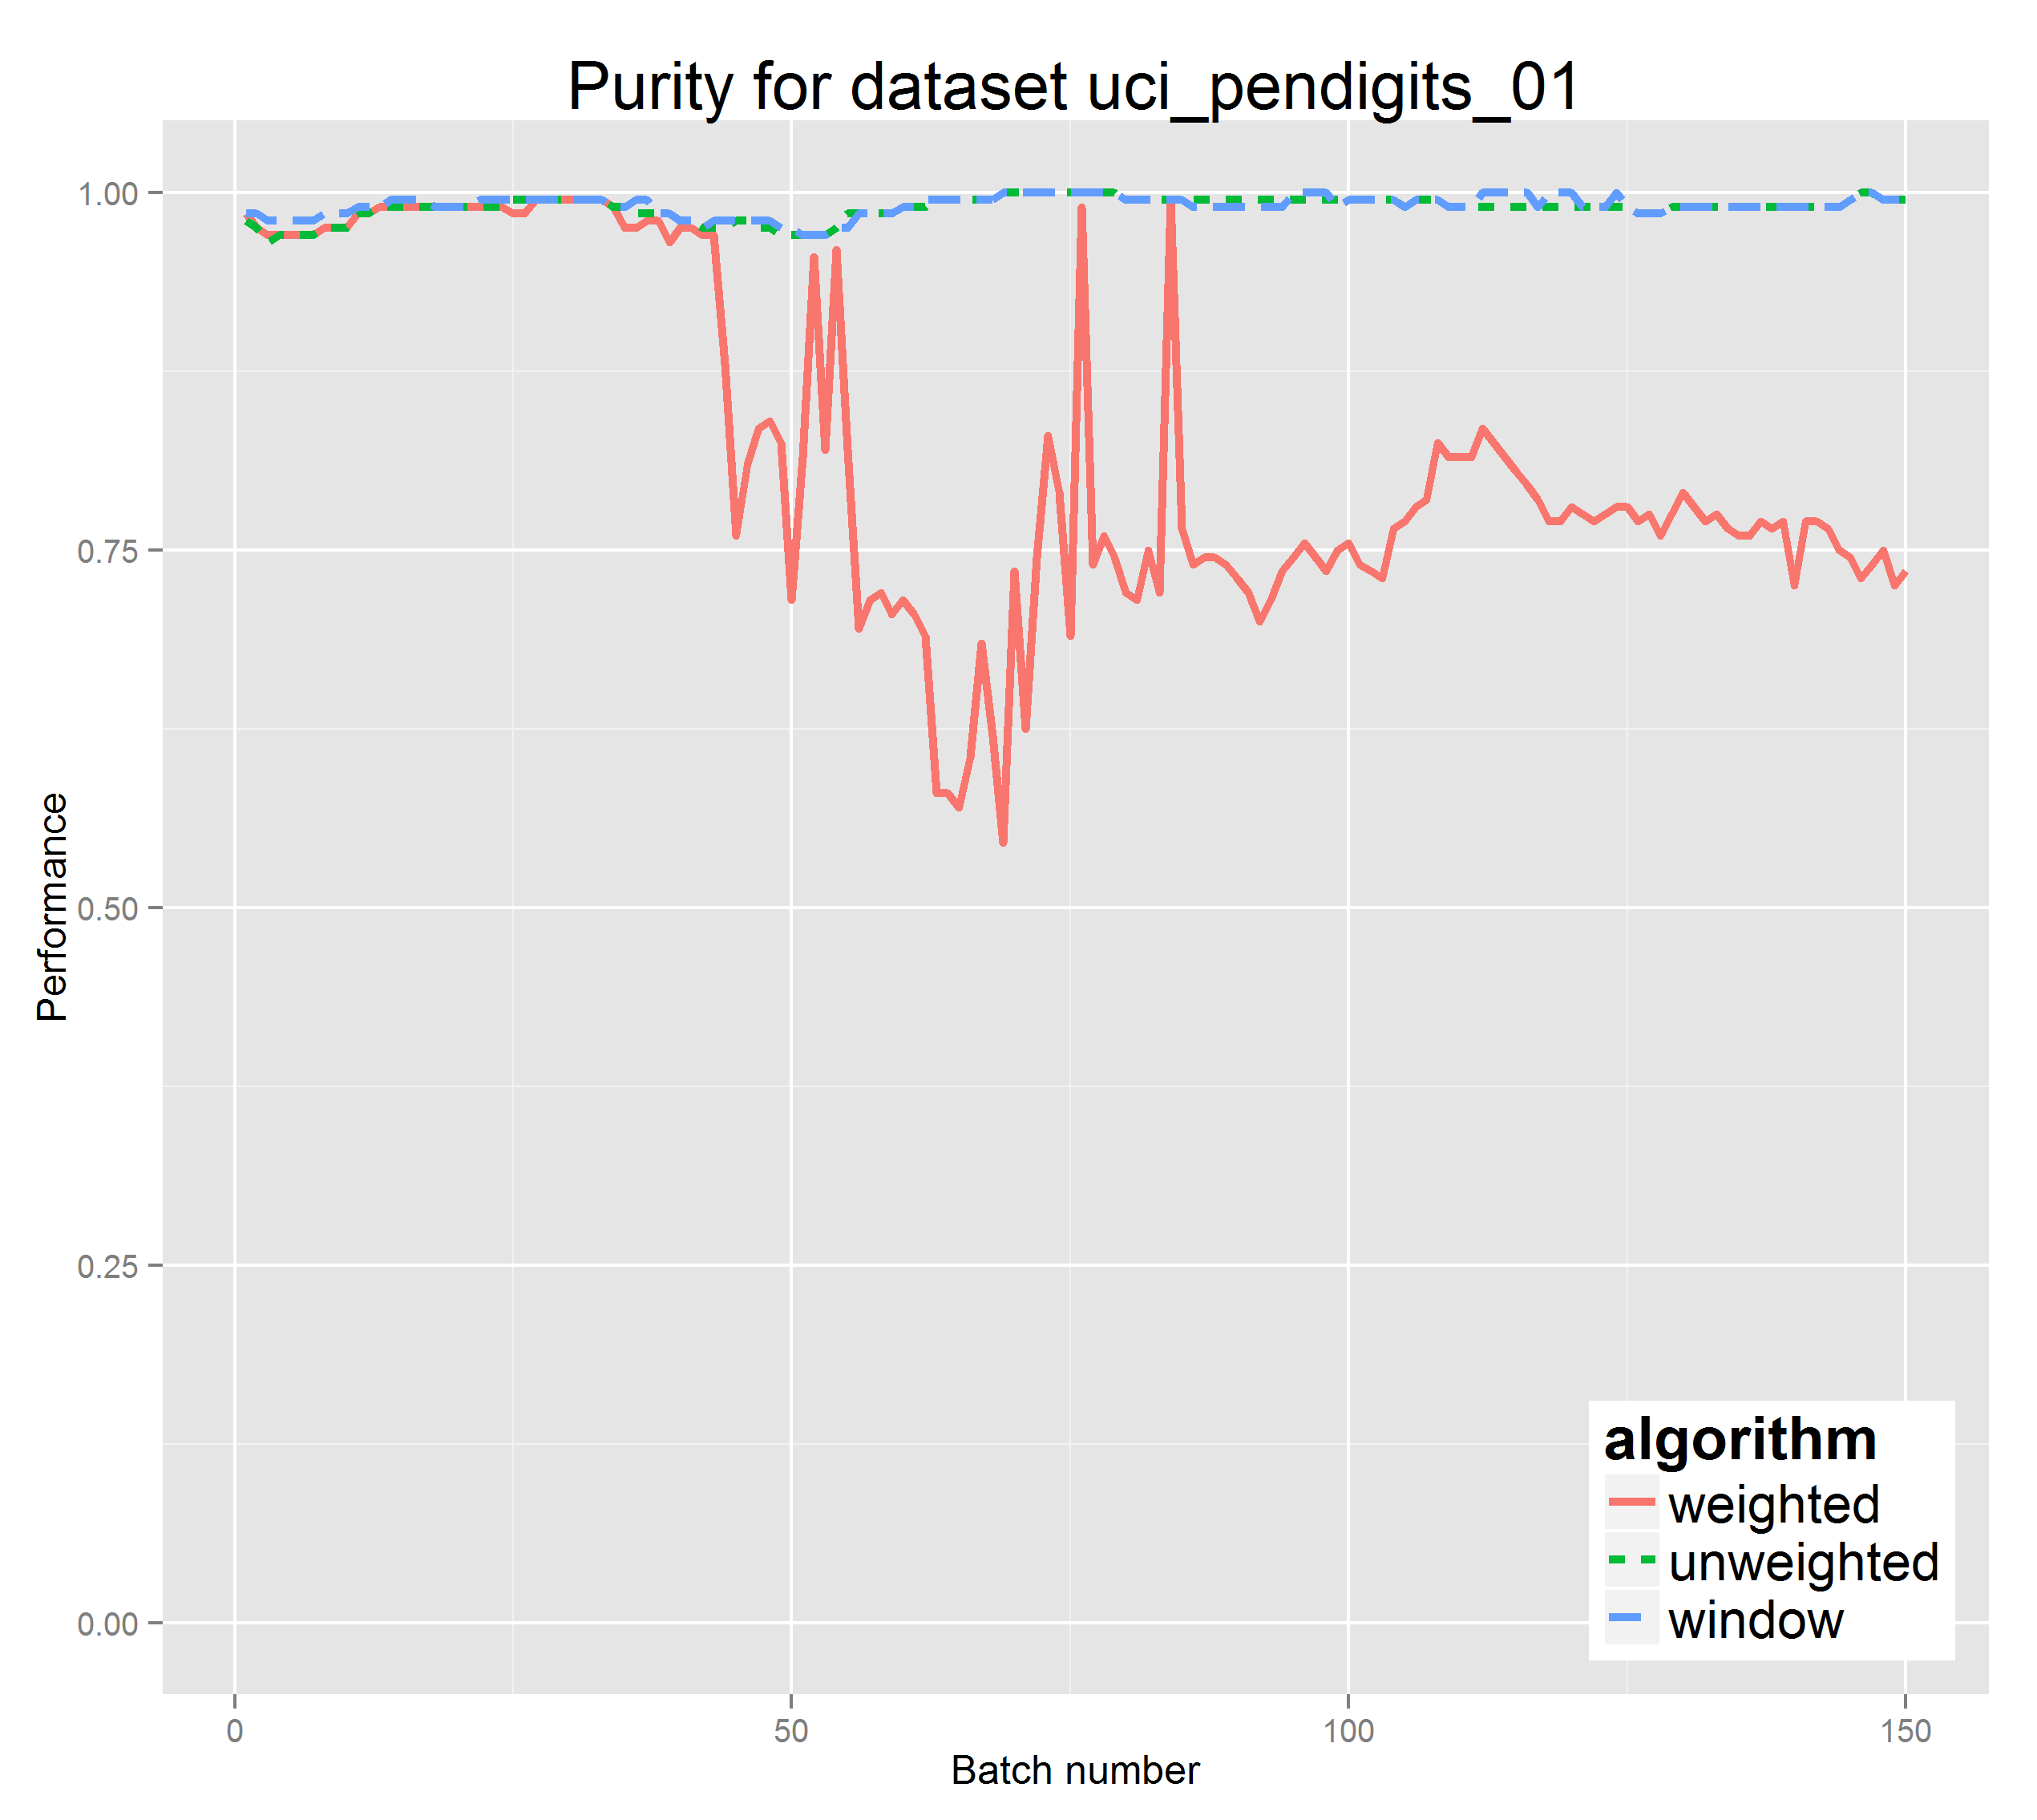 Purity for dataset uci_pendigits_01
1.00
0.75
0.50
0.25
0.00
Performance
0
50
100
150
Batch number
algorithm
weighted
unweighted
window